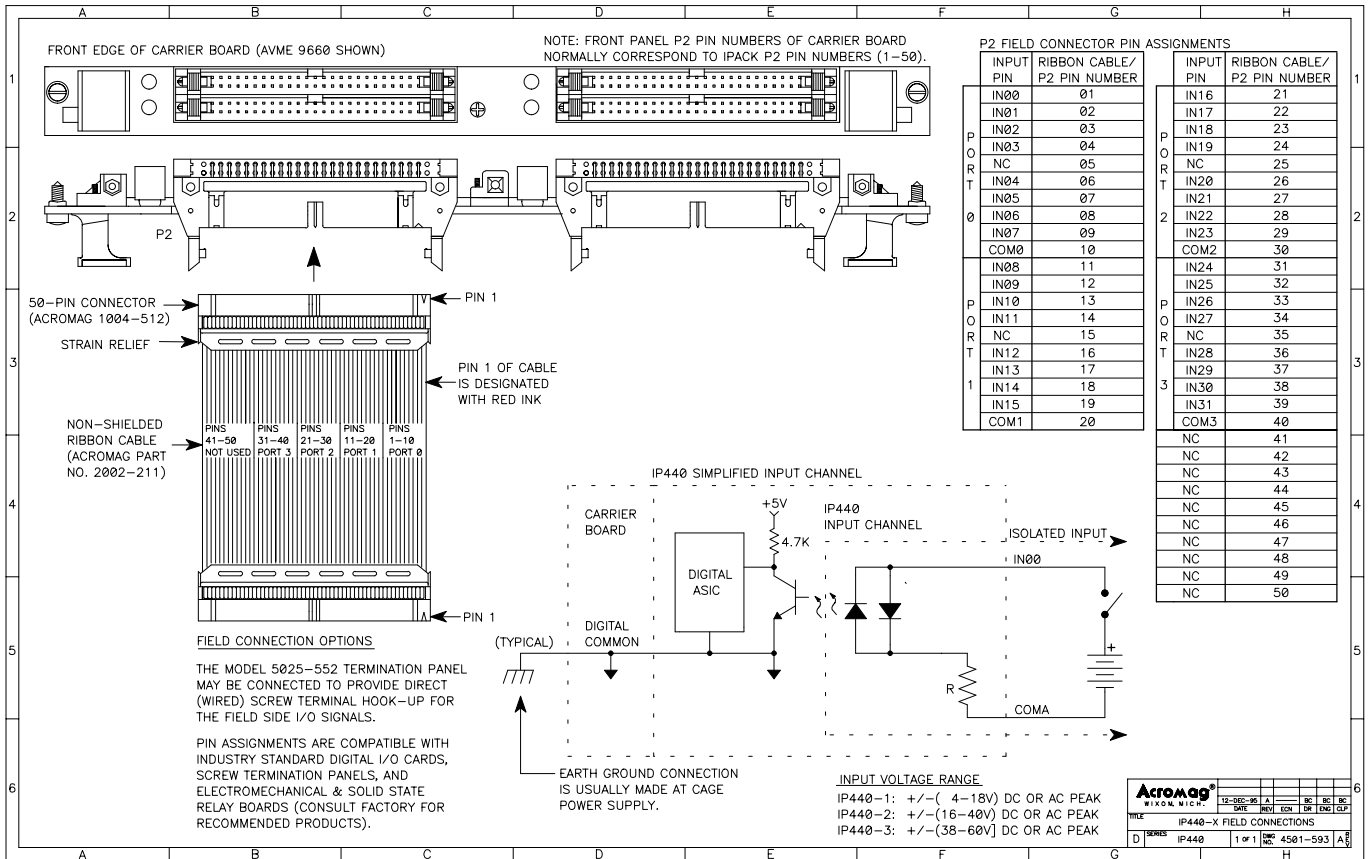 A B C D E F G H
1
2
3
4
5
6
FRONT EDGE OF CARRIER BOARD (AVME 9660 SHOWN)
NOTE: FRONT PANEL P2 PIN NUMBERS OF CARRIER BOARD
NORMALLY CORRESPOND TO IPACK P2 PIN NUMBERS (1-50).
P2
50-PIN CONNECTOR
(ACROMAG 1004-512)
STRAIN RELIEF
PIN 1
PIN 1 OF CABLE
IS DESIGNATED
WITH RED INK
NON-SHIELDED
RIBBON CABLE
(ACROMAG PART
NO. 2002-211)
PINS PINS PINS PINS PINS
41-50 31-40 21-30 11-20 1-10
NOT USED PORT 3 PORT 2 PORT 1 PORT 0
PIN 1
FIELD CONNECTION OPTIONS
THE MODEL 5025-552 TERMINATION PANEL
MAY BE CONNECTED TO PROVIDE DIRECT
(WIRED) SCREW TERMINAL HOOK-UP FOR
THE FIELD SIDE I/O SIGNALS.
PIN ASSIGNMENTS ARE COMPATIBLE WITH
INDUSTRY STANDARD DIGITAL I/O CARDS,
SCREW TERMINATION PANELS, AND
ELECTROMECHANICAL & SOLID STATE
RELAY BOARDS (CONSULT FACTORY FOR
RECOMMENDED PRODUCTS).
P2 FIELD CONNECTOR PIN ASSIGNMENTS
INPUT RIBBON CABLE/
PIN P2 PIN NUMBER
PORT 0
IN00 01
IN01 02
IN02 03
IN03 04
NC 05
IN04 06
IN05 07
IN06 08
IN07 09
COM0 10
PORT 1
IN08 11
IN09 12
IN10 13
IN11 14
NC 15
IN12 16
IN13 17
IN14 18
IN15 19
COM1 20
INPUT RIBBON CABLE/
PIN P2 PIN NUMBER
PORT 2
IN16 21
IN17 22
IN18 23
IN19 24
NC 25
IN20 26
IN21 27
IN22 28
IN23 29
COM2 30
PORT 3
IN24 31
IN25 32
IN26 33
IN27 34
NC 35
IN28 36
IN29 37
IN30 38
IN31 39
COM3 40
NC 41
NC 42
NC 43
NC 44
NC 45
NC 46
NC 47
NC 48
NC 49
NC 50
IP440 SIMPLIFIED INPUT CHANNEL
CARRIER
BOARD
+5V
4.7K
IP440
INPUT CHANNEL
ISOLATED INPUT
IN00
DIGITAL
ASIC
DIGITAL
COMMON
(TYPICAL)
+
R
COMA
EARTH GROUND CONNECTION
IS USUALLY MADE AT CAGE
POWER SUPPLY.
INPUT VOLTAGE RANGE
IP440-1: +/-( 4-18V) DC OR AC PEAK
IP440-2: +/-(16-40V) DC OR AC PEAK
IP440-3: +/-(38-60V] DC OR AC PEAK
Acromag®
WIXOM, MICH.
12-DEC-95 A BC BC BC
DATE REV ECN DR ENG CLP
TITLE
IP440-X FIELD CONNECTIONS
D SERIES IP440 1 OF 1 DWG NO. 4501-593 A REV
A B C D E F G H
1
2
3
4
5
6